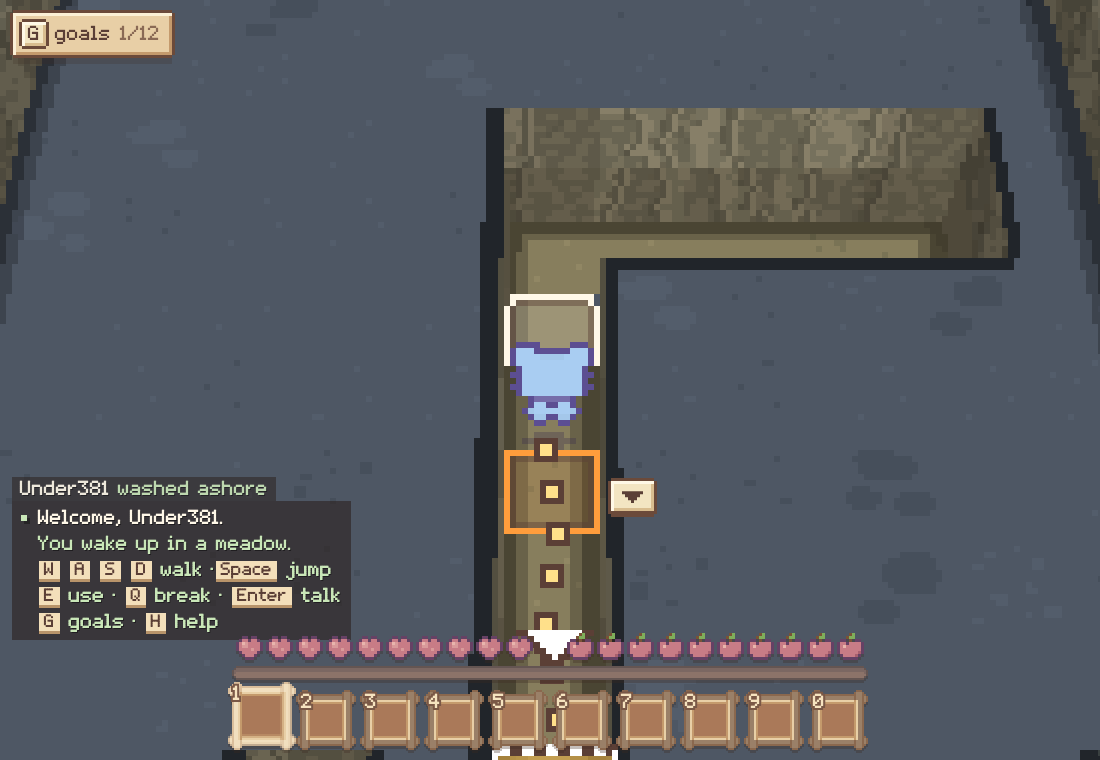 G goals 1/12
Under381 washed ashore
Welcome, Under381.
You wake up in a meadow.
W A S D walk · Space jump
E use · Q break · Enter talk
G goals · H help
1 2 3 4 5 6 7 8 9 0